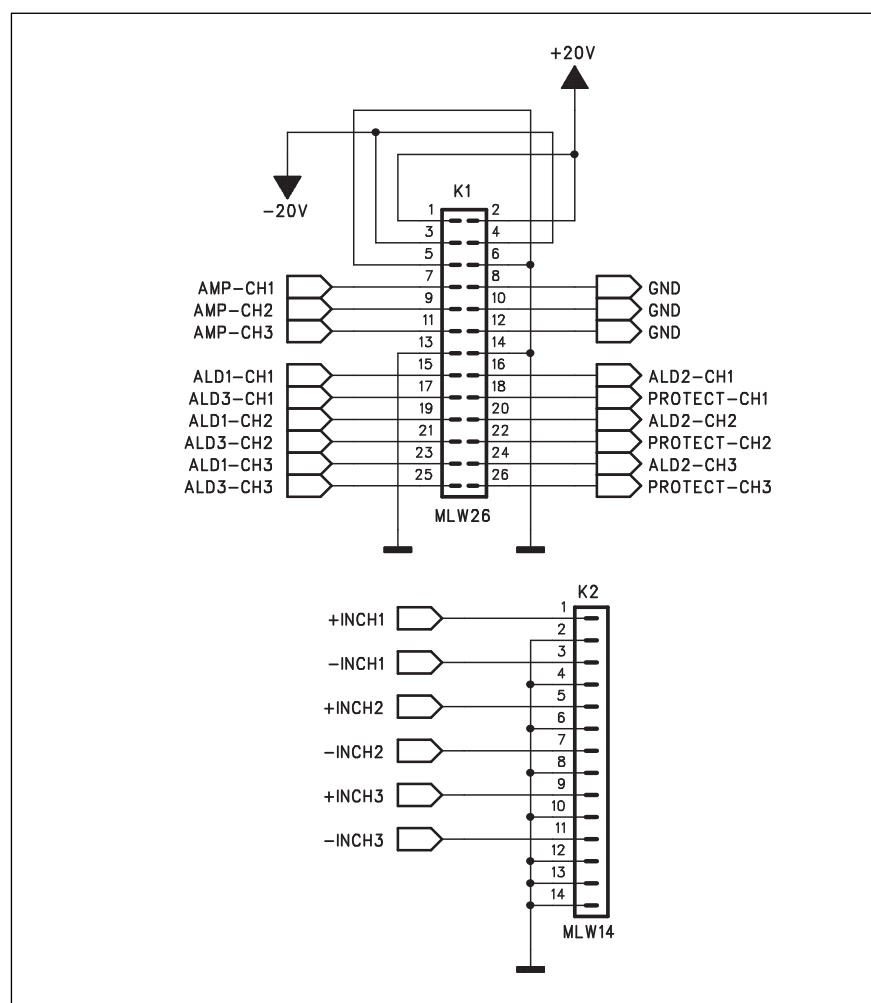 +20V
-20V
K1
1 2
3 4
5 6
7 8
AMP-CH1 GND
9 10
AMP-CH2 GND
11 12
AMP-CH3 GND
13 14
15 16
ALD1-CH1 ALD2-CH1
17 18
ALD3-CH1 PROTECT-CH1
19 20
ALD1-CH2 ALD2-CH2
21 22
ALD3-CH2 PROTECT-CH2
23 24
ALD1-CH3 ALD2-CH3
25 26
ALD3-CH3 PROTECT-CH3
MLW26
K2
1
+INCH1
2
3
-INCH1
4
5
+INCH2
6
7
-INCH2
8
9
+INCH3
10
11
-INCH3
12
13
14
MLW14